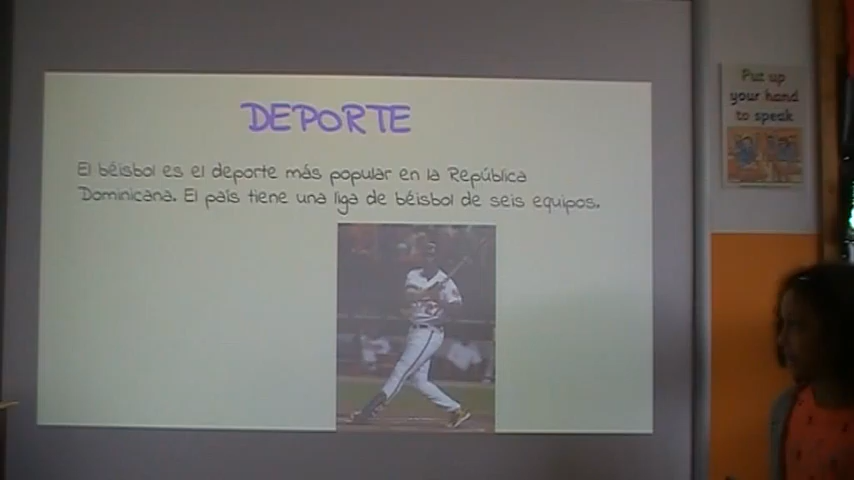 DEPORTE
El béisbol es el deporte más popular en la República
Dominicana. El país tiene una liga de béisbol de seis equipos.
Put up
your hand
to speak